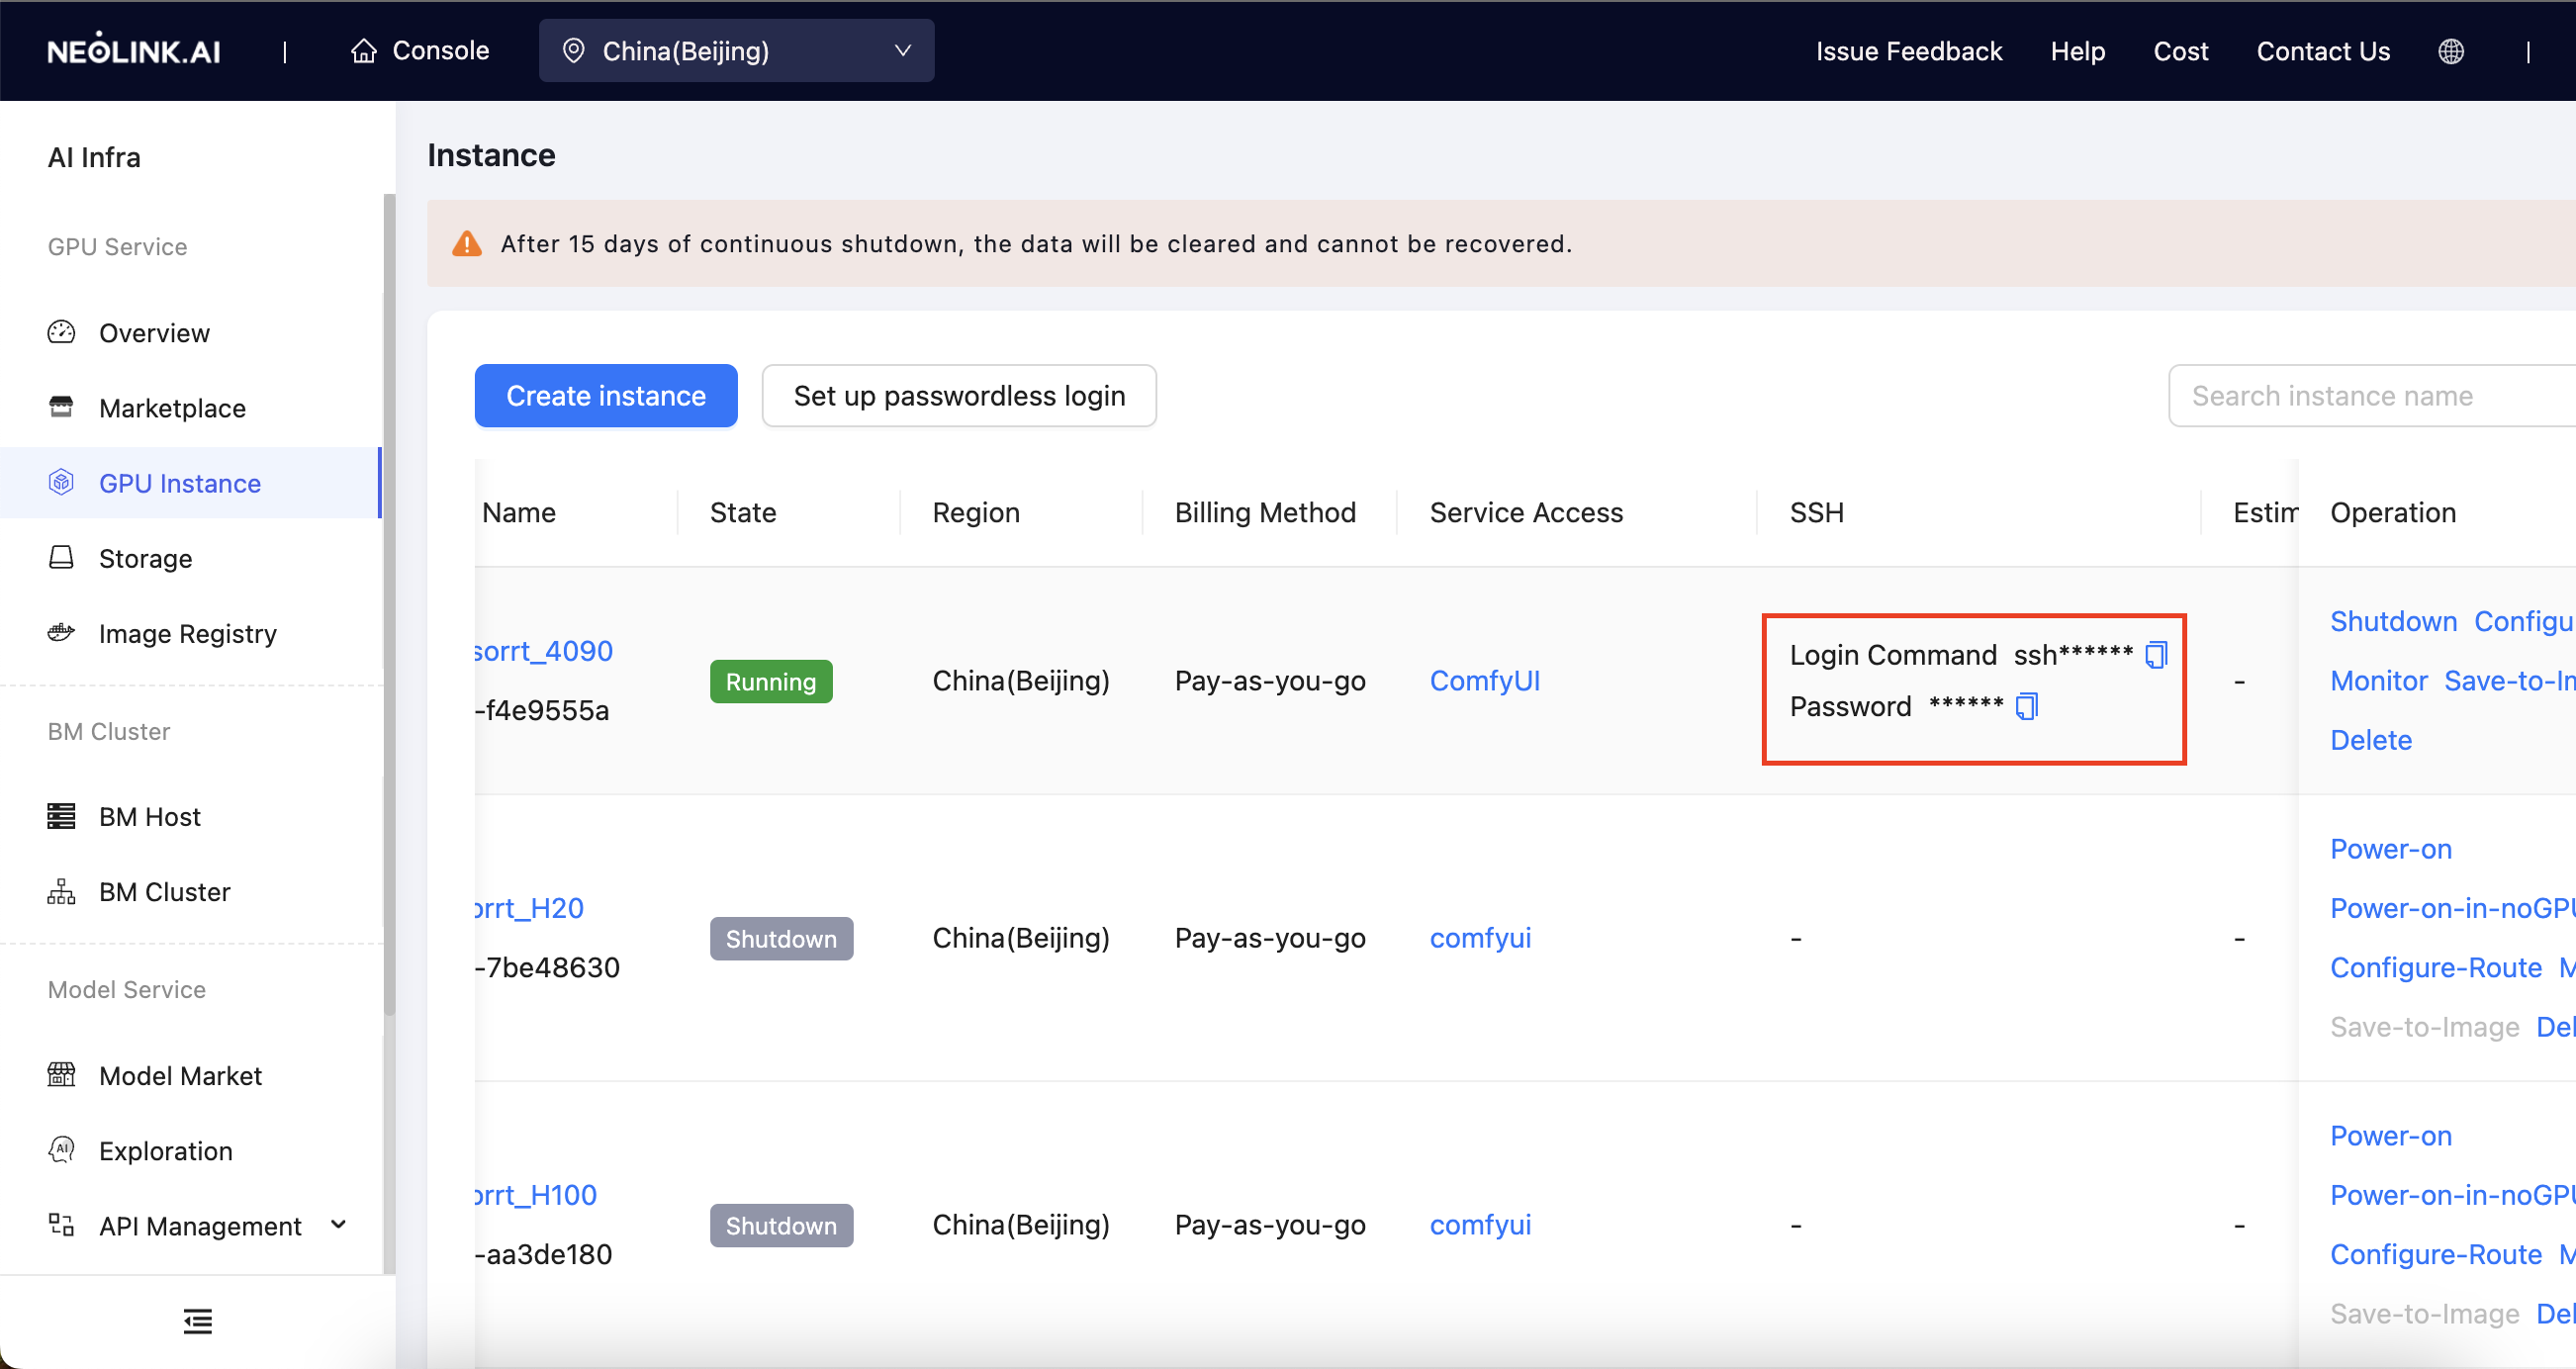 NEOLINK.AI | Console China(Beijing) Issue Feedback Help Cost Contact Us |
AI Infra
GPU Service
Overview
Marketplace
GPU Instance
Storage
Image Registry
BM Cluster
BM Host
BM Cluster
Model Service
Model Market
Exploration
API Management
Instance
After 15 days of continuous shutdown, the data will be cleared and cannot be recovered.
Create instance Set up passwordless login Search instance name
Name State Region Billing Method Service Access SSH Estim Operation
sorrt_4090
-f4e9555a
Running China(Beijing) Pay-as-you-go ComfyUI
Login Command ssh******
Password ******
-
Shutdown Configu
Monitor Save-to-Im
Delete
orrt_H20
-7be48630
Shutdown China(Beijing) Pay-as-you-go comfyui - -
Power-on
Power-on-in-noGPU
Configure-Route M
Save-to-Image Del
orrt_H100
-aa3de180
Shutdown China(Beijing) Pay-as-you-go comfyui - -
Power-on
Power-on-in-noGPU
Configure-Route M
Save-to-Image Del